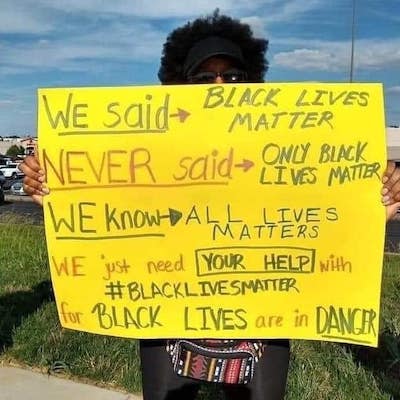 WE said→ BLACK LIVES
MATTER
NEVER said→ ONLY BLACK
LIVES MATTER
WE know→ ALL LIVES
MATTERS
WE just need YOUR HELP with
#BLACKLIVESMATTER
for BLACK LIVES are in DANGER